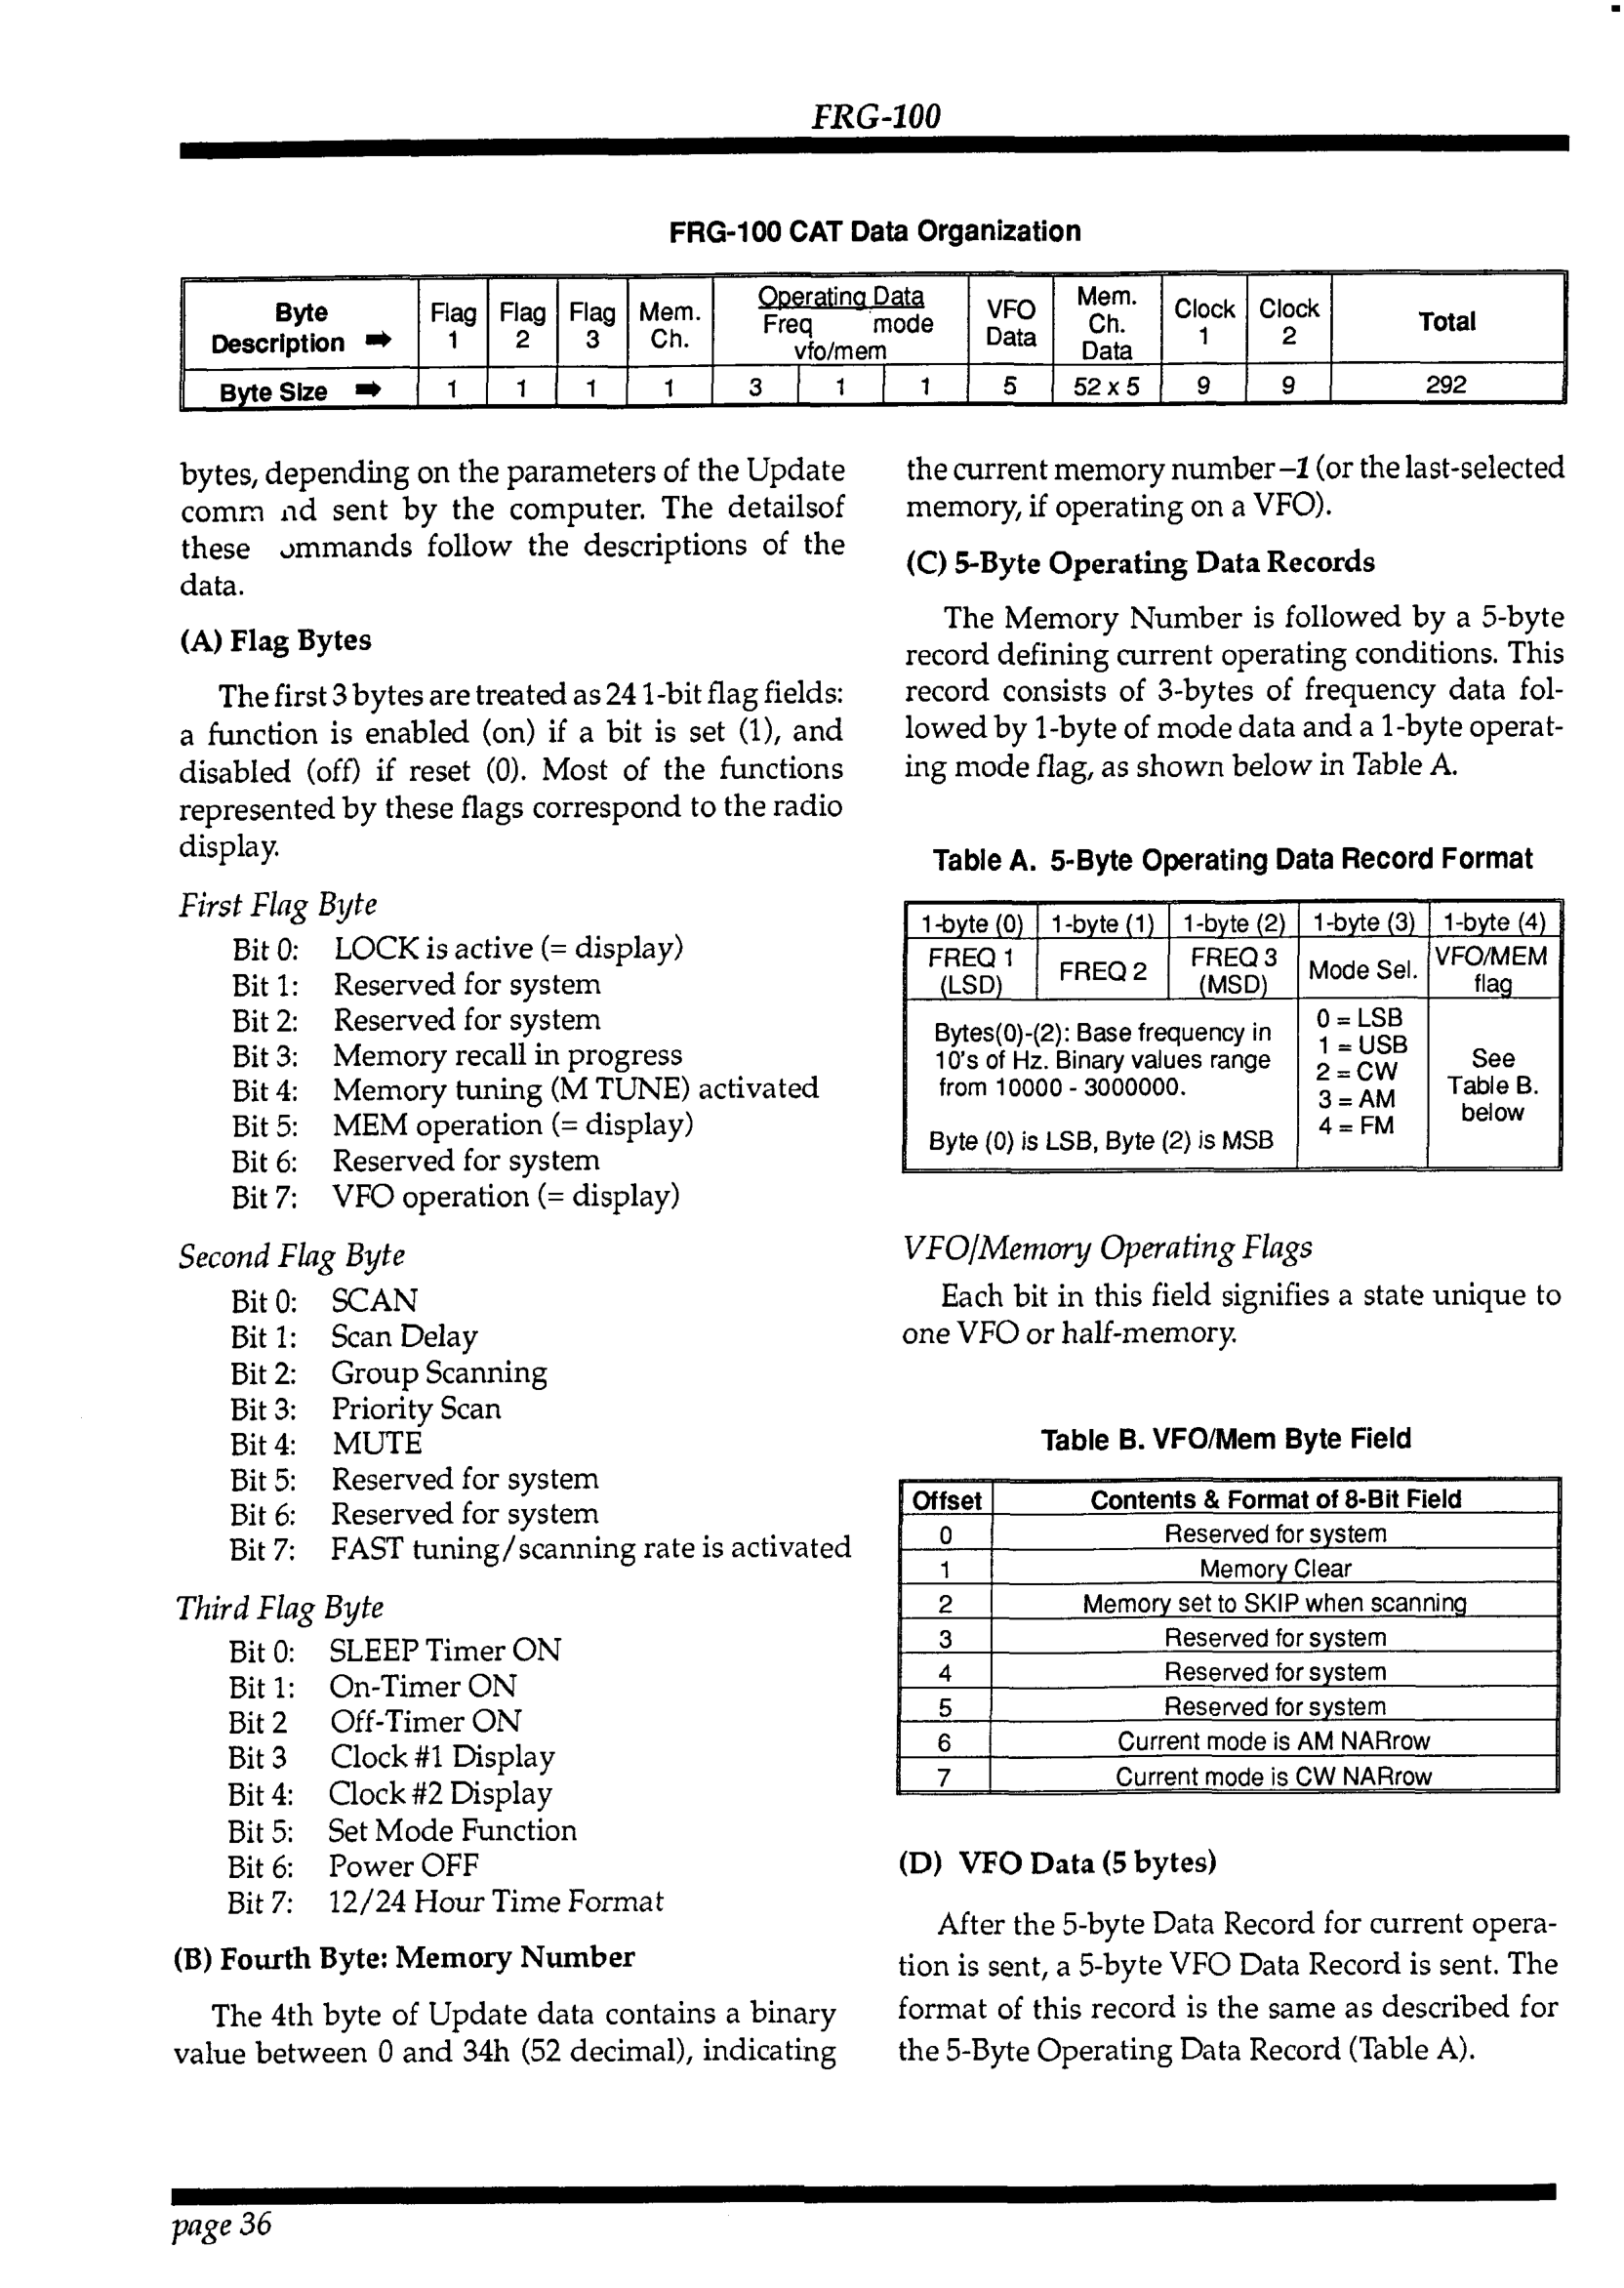 FRG-100
FRG-100 CAT Data Organization
Byte Description ➡ Flag 1 Flag 2 Flag 3 Mem. Ch. Operating Data Freq mode vfo/mem VFO Data Mem. Ch. Data Clock 1 Clock 2 Total
Byte Size ➡ 1 1 1 1 3 1 1 5 52 x 5 9 9 292
bytes, depending on the parameters of the Update
comm nd sent by the computer. The detailsof
these ommands follow the descriptions of the
data.
(A) Flag Bytes
The first 3 bytes are treated as 24 1-bit flag fields:
a function is enabled (on) if a bit is set (1), and
disabled (off) if reset (0). Most of the functions
represented by these flags correspond to the radio
display.
First Flag Byte
Bit 0: LOCK is active (= display)
Bit 1: Reserved for system
Bit 2: Reserved for system
Bit 3: Memory recall in progress
Bit 4: Memory tuning (M TUNE) activated
Bit 5: MEM operation (= display)
Bit 6: Reserved for system
Bit 7: VFO operation (= display)
Second Flag Byte
Bit 0: SCAN
Bit 1: Scan Delay
Bit 2: Group Scanning
Bit 3: Priority Scan
Bit 4: MUTE
Bit 5: Reserved for system
Bit 6: Reserved for system
Bit 7: FAST tuning/scanning rate is activated
Third Flag Byte
Bit 0: SLEEP Timer ON
Bit 1: On-Timer ON
Bit 2 Off-Timer ON
Bit 3 Clock #1 Display
Bit 4: Clock #2 Display
Bit 5: Set Mode Function
Bit 6: Power OFF
Bit 7: 12/24 Hour Time Format
(B) Fourth Byte: Memory Number
The 4th byte of Update data contains a binary
value between 0 and 34h (52 decimal), indicating
the current memory number –1 (or the last-selected
memory, if operating on a VFO).
(C) 5-Byte Operating Data Records
The Memory Number is followed by a 5-byte
record defining current operating conditions. This
record consists of 3-bytes of frequency data fol-
lowed by 1-byte of mode data and a 1-byte operat-
ing mode flag, as shown below in Table A.
Table A. 5-Byte Operating Data Record Format
1-byte (0) 1-byte (1) 1-byte (2) 1-byte (3) 1-byte (4)
FREQ 1 (LSD) FREQ 2 FREQ 3 (MSD) Mode Sel. VFO/MEM flag
Bytes(0)-(2): Base frequency in
10's of Hz. Binary values range
from 10000 - 3000000.
Byte (0) is LSB, Byte (2) is MSB
0 = LSB
1 = USB
2 = CW
3 = AM
4 = FM
See
Table B.
below
VFO/Memory Operating Flags
Each bit in this field signifies a state unique to
one VFO or half-memory.
Table B. VFO/Mem Byte Field
Offset Contents & Format of 8-Bit Field
0 Reserved for system
1 Memory Clear
2 Memory set to SKIP when scanning
3 Reserved for system
4 Reserved for system
5 Reserved for system
6 Current mode is AM NARrow
7 Current mode is CW NARrow
(D) VFO Data (5 bytes)
After the 5-byte Data Record for current opera-
tion is sent, a 5-byte VFO Data Record is sent. The
format of this record is the same as described for
the 5-Byte Operating Data Record (Table A).
page 36